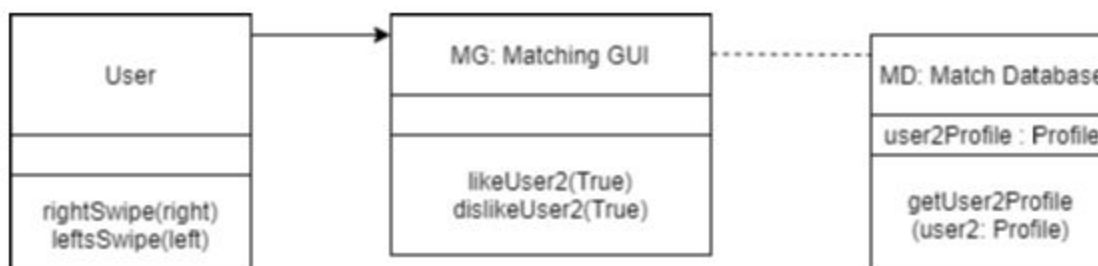 User
rightSwipe(right)
leftsSwipe(left)
MG: Matching GUI
likeUser2(True)
dislikeUser2(True)
MD: Match Database
user2Profile : Profile
getUser2Profile
(user2: Profile)